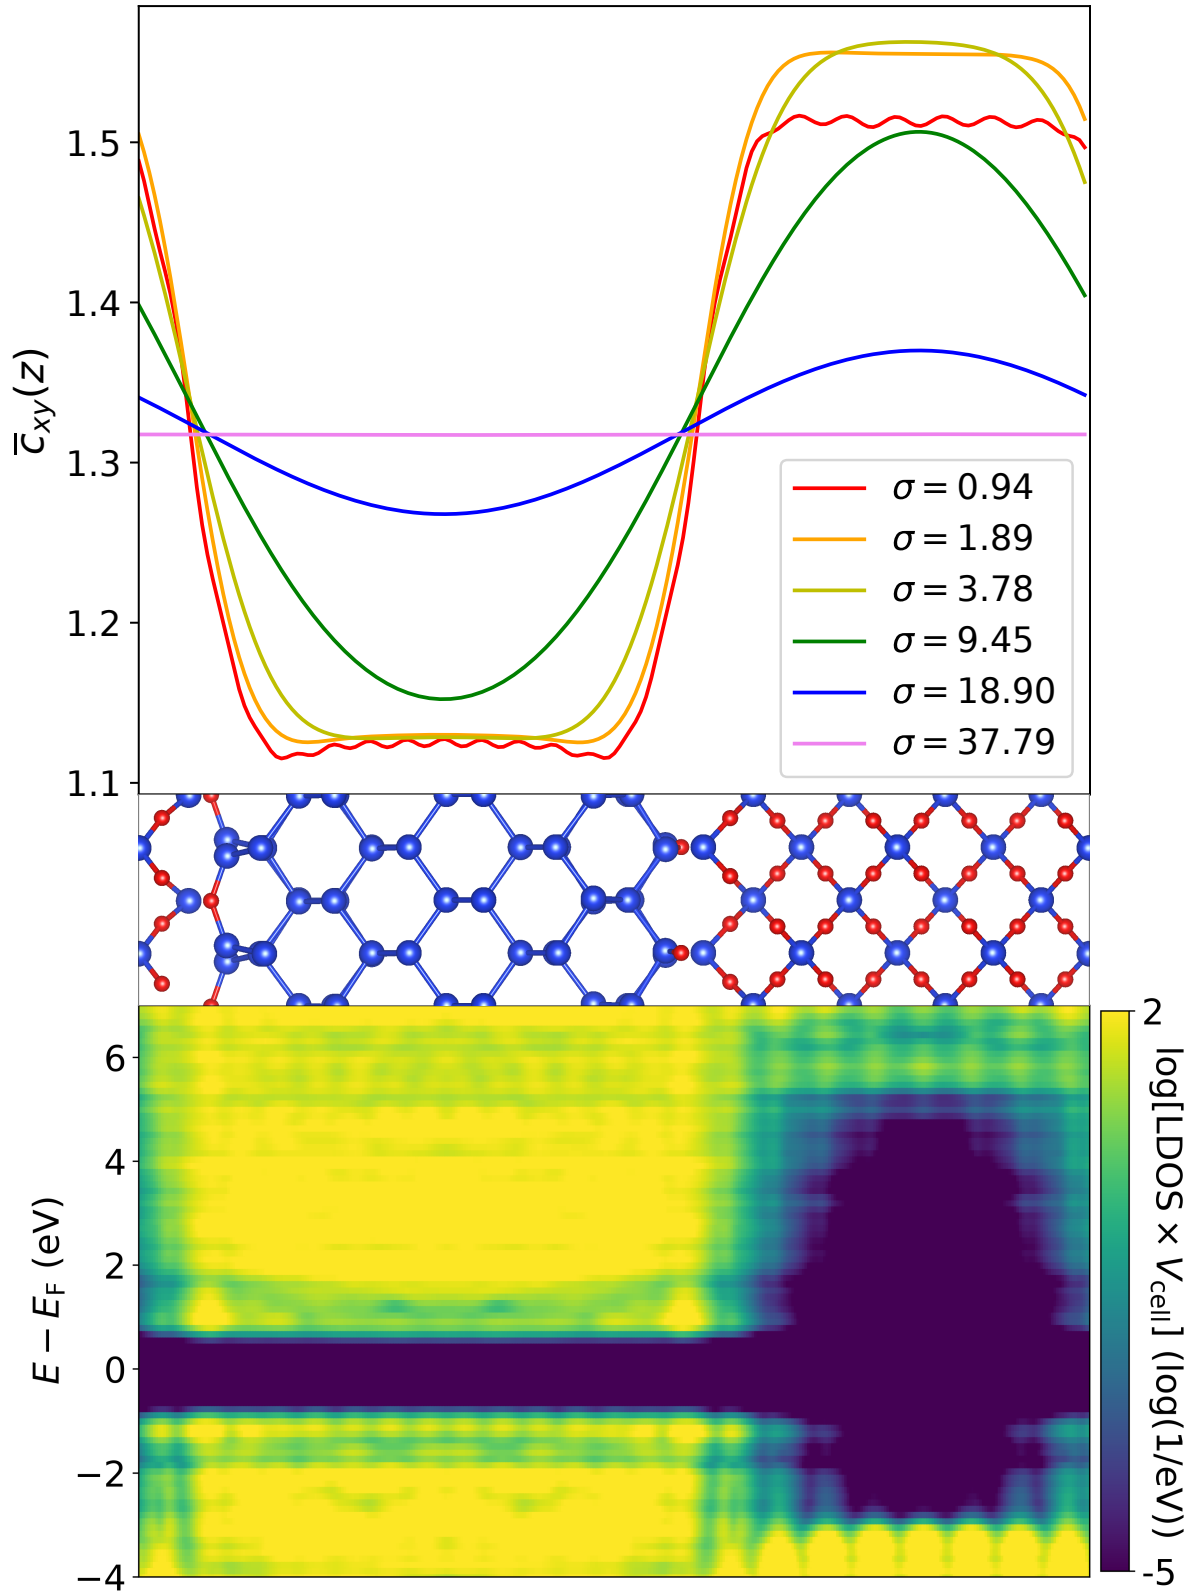 1.5
1.4
1.3
1.2
1.1
c̅xy(z)
σ = 0.94
σ = 1.89
σ = 3.78
σ = 9.45
σ = 18.90
σ = 37.79
6
4
2
0
−2
−4
E − EF (eV)
2
-5
log[LDOS × Vcell] (log(1/eV))